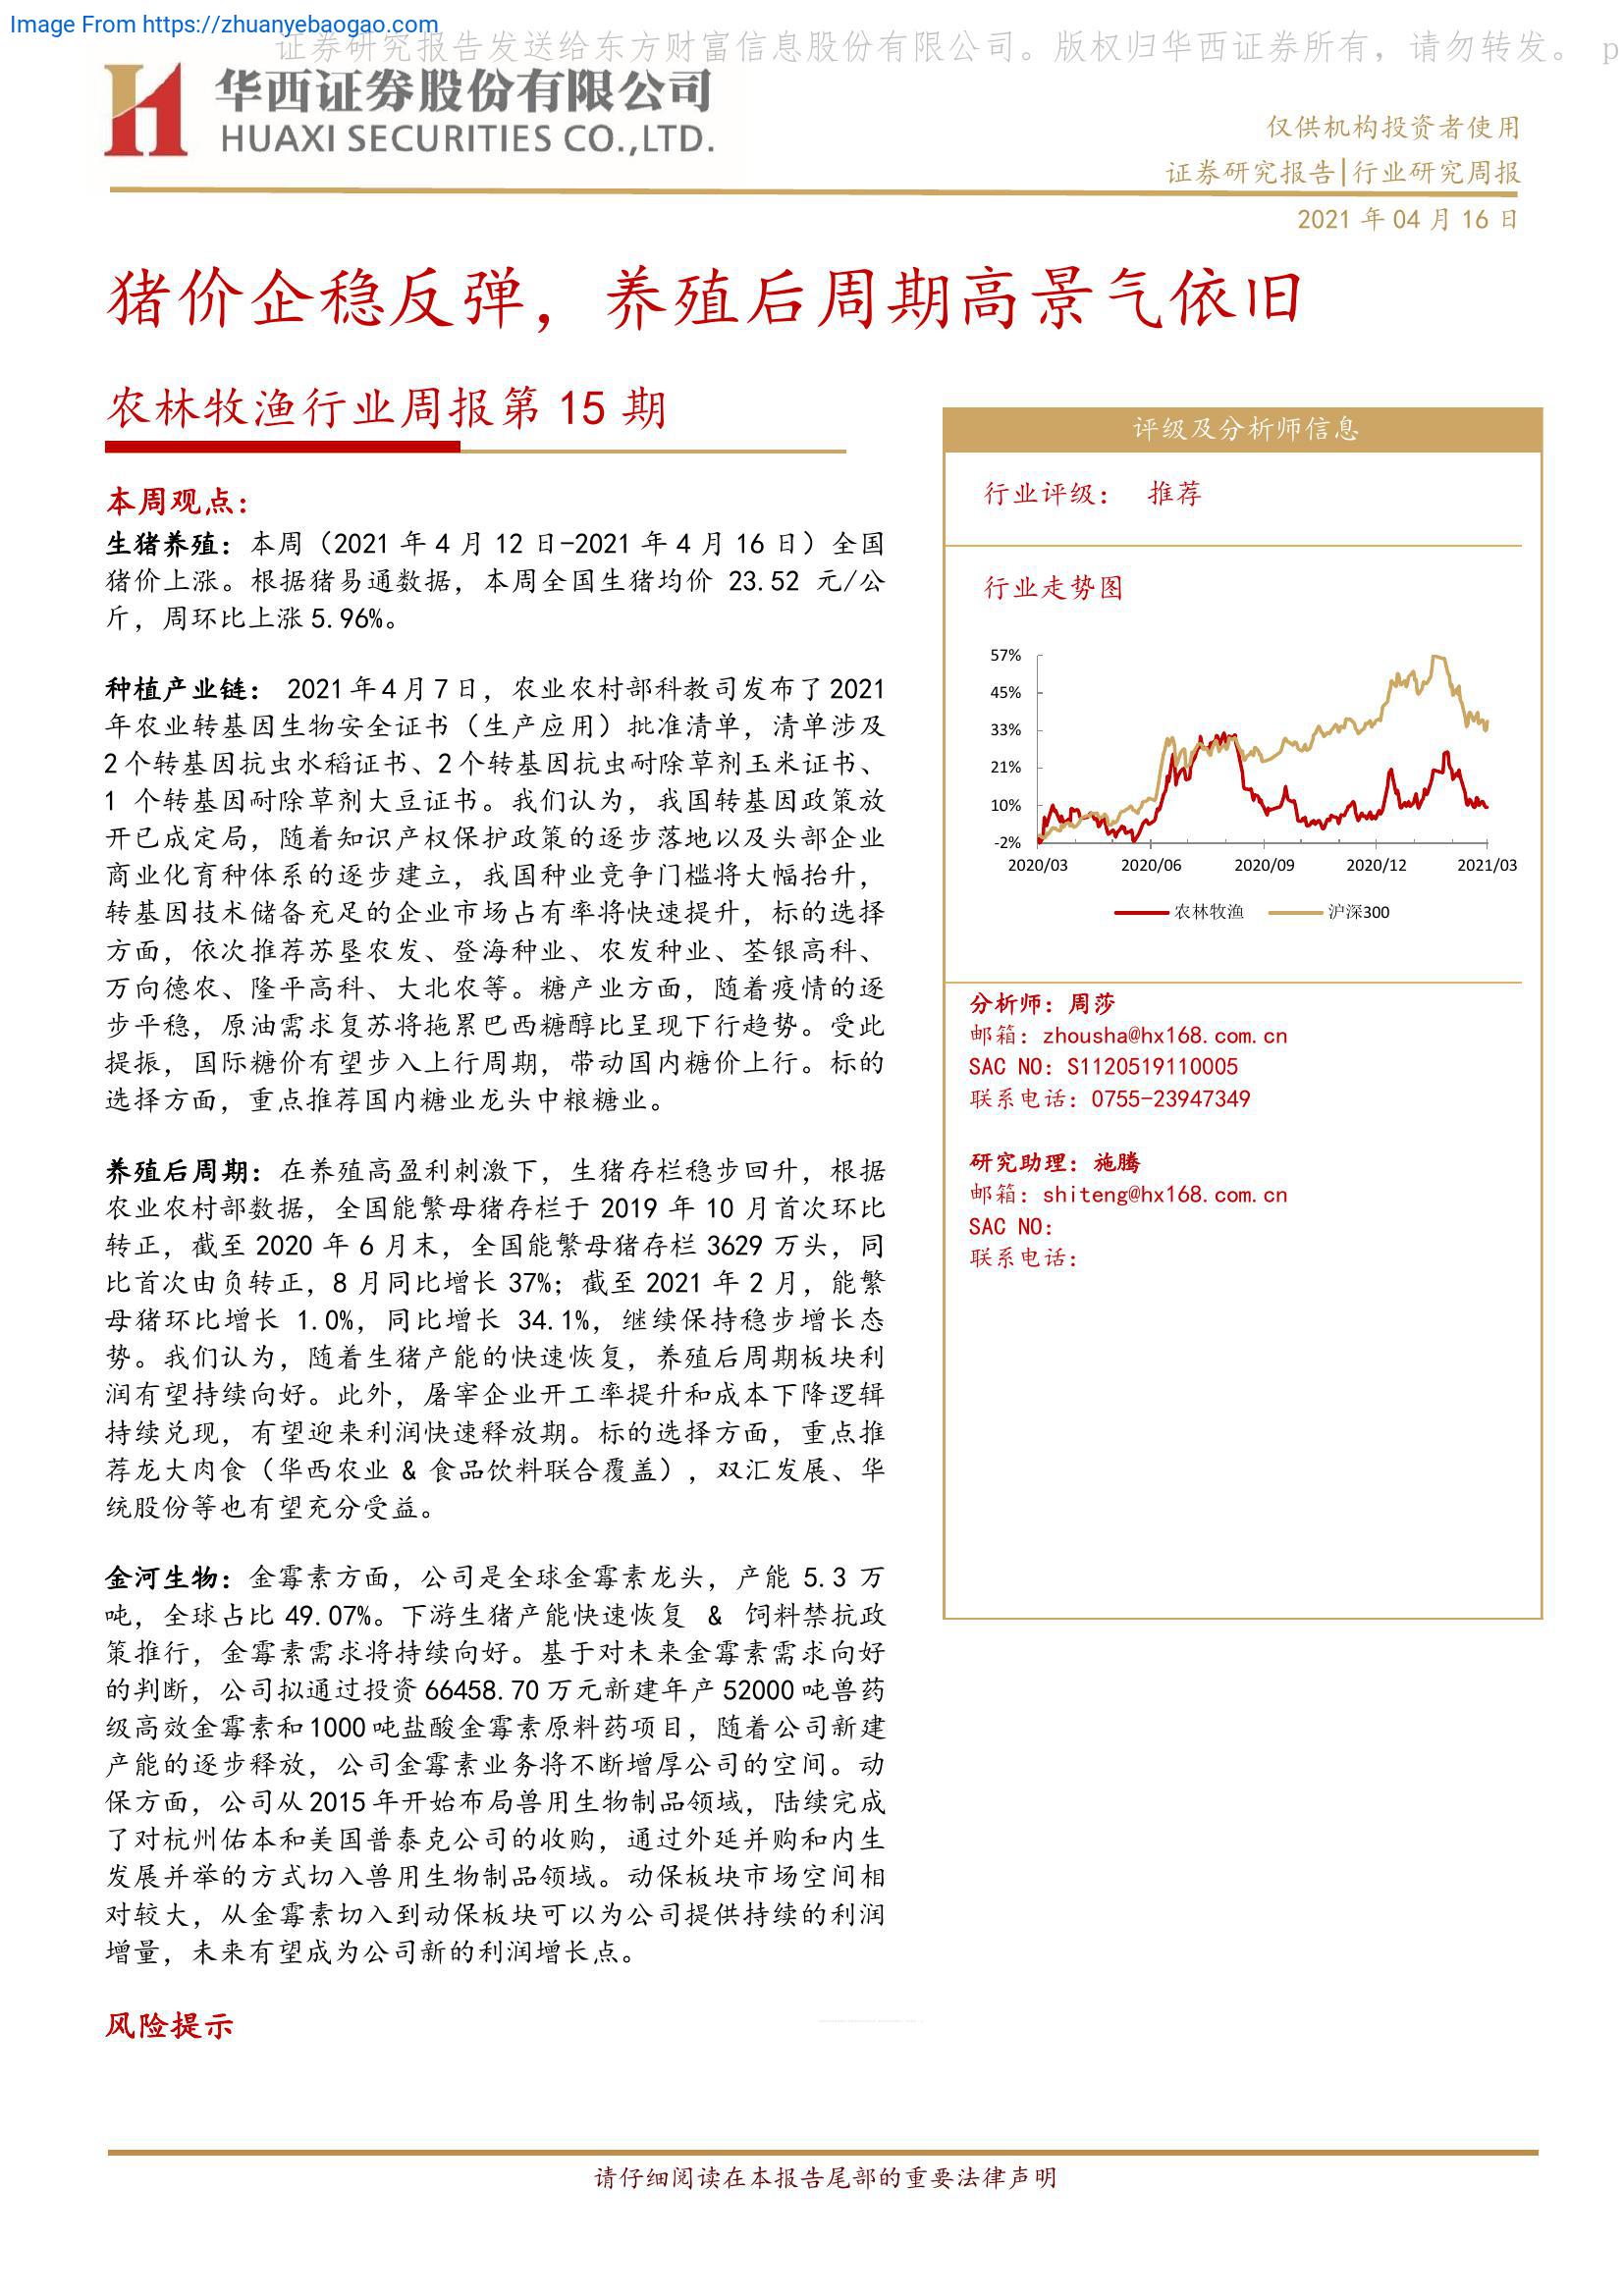 Image From https://zhuanyebaogao.com
证券研究报告发送给东方财富信息股份有限公司。版权归华西证券所有，请勿转发。 p
华西证券股份有限公司
HUAXI SECURITIES CO.,LTD.
仅供机构投资者使用
证券研究报告|行业研究周报
2021 年 04 月 16 日
猪价企稳反弹，养殖后周期高景气依旧
农林牧渔行业周报第 15 期
本周观点：
生猪养殖：本周（2021 年 4 月 12 日-2021 年 4 月 16 日）全国
猪价上涨。根据猪易通数据，本周全国生猪均价 23.52 元/公
斤，周环比上涨 5.96%。
种植产业链： 2021 年 4 月 7 日，农业农村部科教司发布了 2021
年农业转基因生物安全证书（生产应用）批准清单，清单涉及
2 个转基因抗虫水稻证书、2 个转基因抗虫耐除草剂玉米证书、
1 个转基因耐除草剂大豆证书。我们认为，我国转基因政策放
开已成定局，随着知识产权保护政策的逐步落地以及头部企业
商业化育种体系的逐步建立，我国种业竞争门槛将大幅抬升，
转基因技术储备充足的企业市场占有率将快速提升，标的选择
方面，依次推荐苏垦农发、登海种业、农发种业、荃银高科、
万向德农、隆平高科、大北农等。糖产业方面，随着疫情的逐
步平稳，原油需求复苏将拖累巴西糖醇比呈现下行趋势。受此
提振，国际糖价有望步入上行周期，带动国内糖价上行。标的
选择方面，重点推荐国内糖业龙头中粮糖业。
养殖后周期：在养殖高盈利刺激下，生猪存栏稳步回升，根据
农业农村部数据，全国能繁母猪存栏于 2019 年 10 月首次环比
转正，截至 2020 年 6 月末，全国能繁母猪存栏 3629 万头，同
比首次由负转正，8 月同比增长 37%；截至 2021 年 2 月，能繁
母猪环比增长 1.0%，同比增长 34.1%，继续保持稳步增长态
势。我们认为，随着生猪产能的快速恢复，养殖后周期板块利
润有望持续向好。此外，屠宰企业开工率提升和成本下降逻辑
持续兑现，有望迎来利润快速释放期。标的选择方面，重点推
荐龙大肉食（华西农业 & 食品饮料联合覆盖），双汇发展、华
统股份等也有望充分受益。
金河生物：金霉素方面，公司是全球金霉素龙头，产能 5.3 万
吨，全球占比 49.07%。下游生猪产能快速恢复 & 饲料禁抗政
策推行，金霉素需求将持续向好。基于对未来金霉素需求向好
的判断，公司拟通过投资 66458.70 万元新建年产 52000 吨兽药
级高效金霉素和 1000 吨盐酸金霉素原料药项目，随着公司新建
产能的逐步释放，公司金霉素业务将不断增厚公司的空间。动
保方面，公司从 2015 年开始布局兽用生物制品领域，陆续完成
了对杭州佑本和美国普泰克公司的收购，通过外延并购和内生
发展并举的方式切入兽用生物制品领域。动保板块市场空间相
对较大，从金霉素切入到动保板块可以为公司提供持续的利润
增量，未来有望成为公司新的利润增长点。
风险提示
评级及分析师信息
行业评级： 推荐
行业走势图
57%
45%
33%
21%
10%
-2%
2020/03 2020/06 2020/09 2020/12 2021/03
农林牧渔 沪深300
分析师：周莎
邮箱：zhousha@hx168.com.cn
SAC NO：S1120519110005
联系电话：0755-23947349
研究助理：施腾
邮箱：shiteng@hx168.com.cn
SAC NO：
联系电话：
请仔细阅读在本报告尾部的重要法律声明